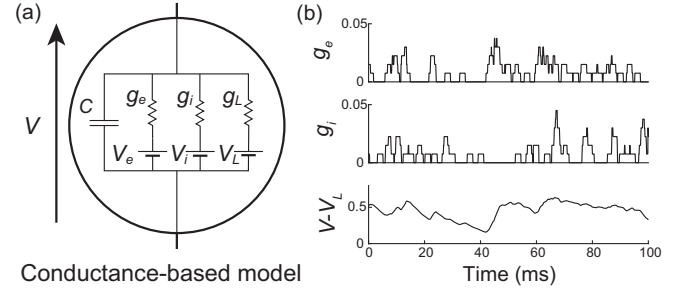 (a)
V
C
g_e
g_i
g_L
V_e
V_i
V_L
Conductance-based model
(b)
0.05
g_e
0
0.05
g_i
0
0.5
V-V_L
0
0 20 40 60 80 100
Time (ms)